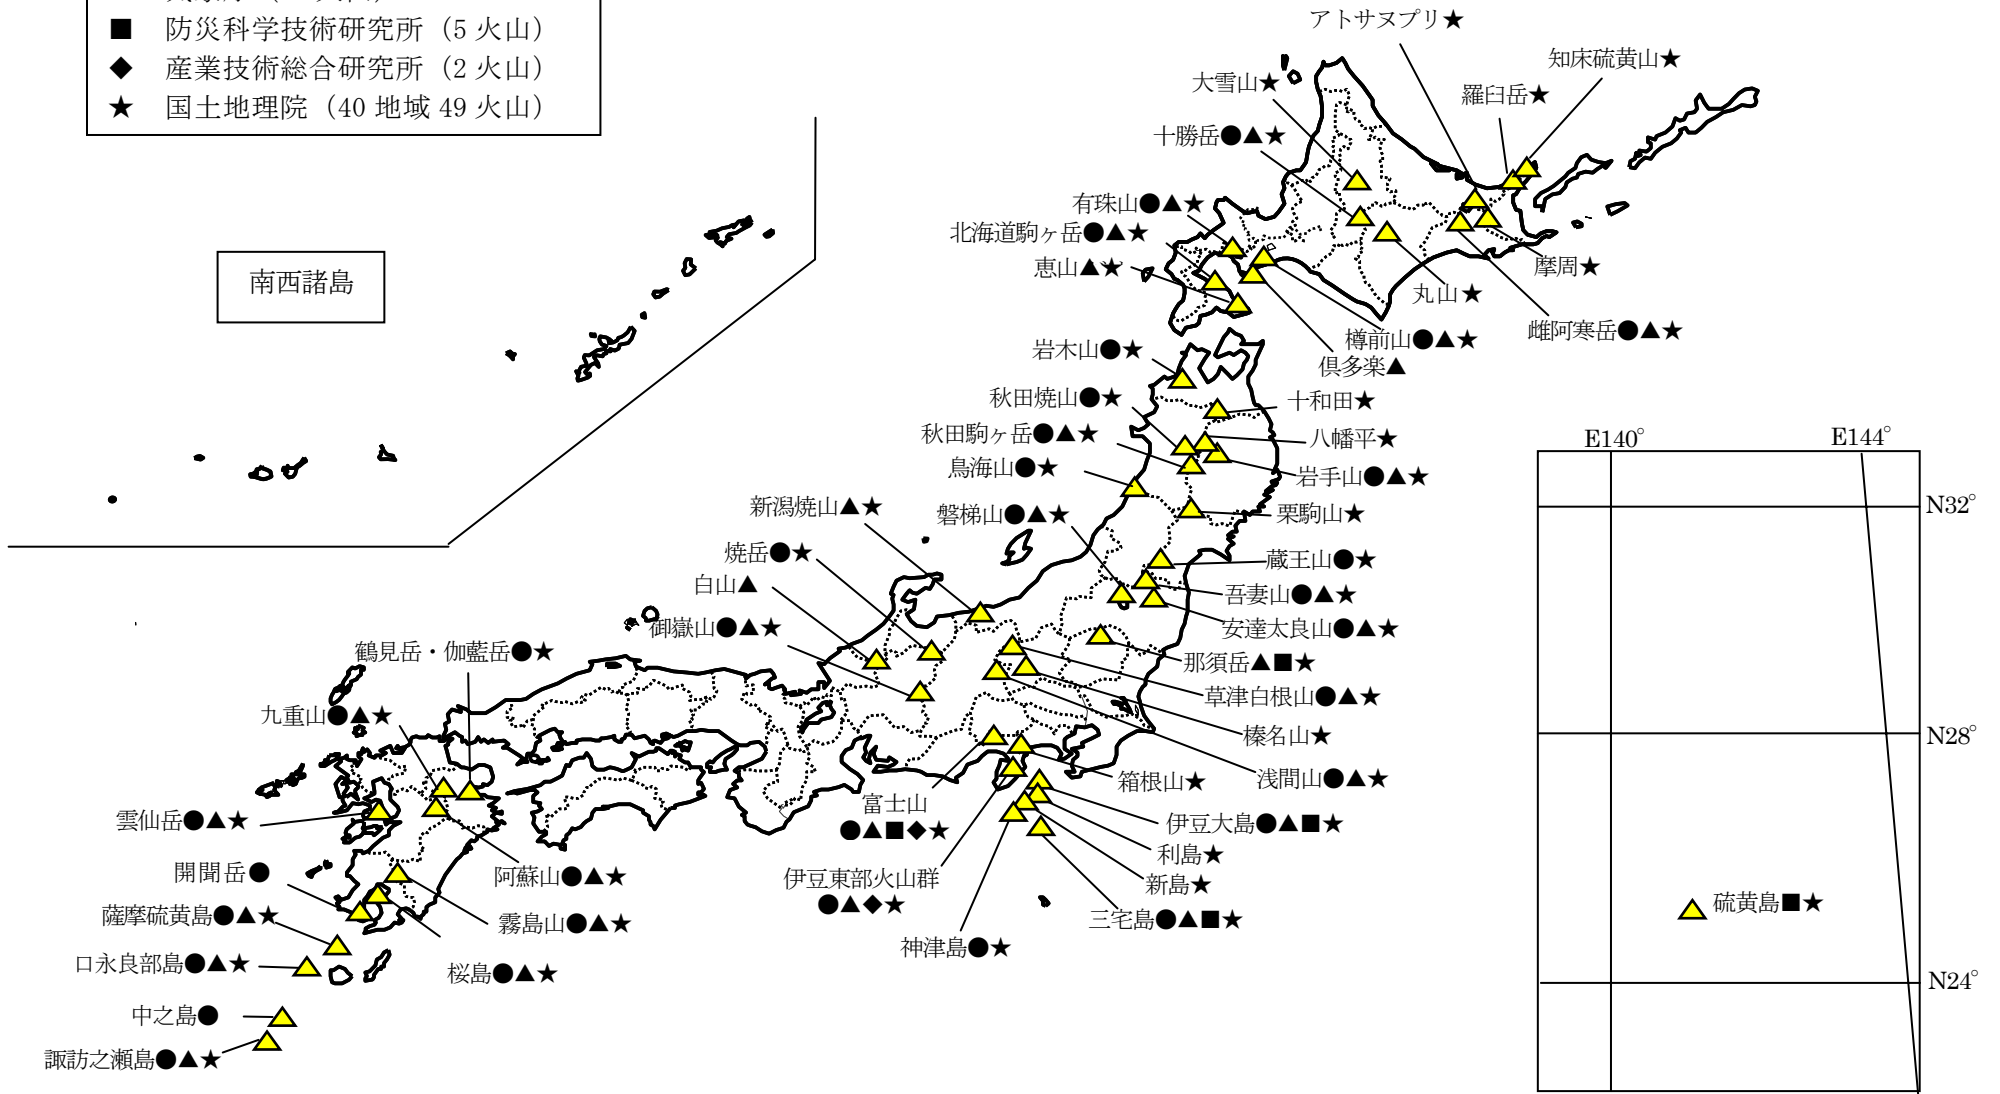 ■ 防災科学技術研究所（5 火山）
◆ 産業技術総合研究所（2 火山）
★ 国土地理院（40 地域 49 火山）
南西諸島
アトサヌプリ★
知床硫黄山★
大雪山★
羅臼岳★
十勝岳●▲★
有珠山●▲★
北海道駒ヶ岳●▲★
恵山▲★
摩周★
丸山★
雌阿寒岳●▲★
樽前山●▲★
倶多楽▲
岩木山●★
秋田焼山●★
十和田★
秋田駒ヶ岳●▲★
八幡平★
鳥海山●★
岩手山●▲★
新潟焼山▲★
磐梯山●▲★
栗駒山★
焼岳●★
蔵王山●★
白山▲
吾妻山●▲★
御嶽山●▲★
安達太良山●▲★
鶴見岳・伽藍岳●★
那須岳▲■★
草津白根山●▲★
九重山●▲★
榛名山★
箱根山★
浅間山●▲★
富士山
●▲■◆★
雲仙岳●▲★
伊豆大島●▲■★
利島★
開聞岳●
阿蘇山●▲★
伊豆東部火山群
●▲◆★
新島★
薩摩硫黄島●▲★
霧島山●▲★
三宅島●▲■★
神津島●★
口永良部島●▲★
桜島●▲★
中之島●
諏訪之瀬島●▲★
E140°
E144°
N32°
N28°
硫黄島■★
N24°